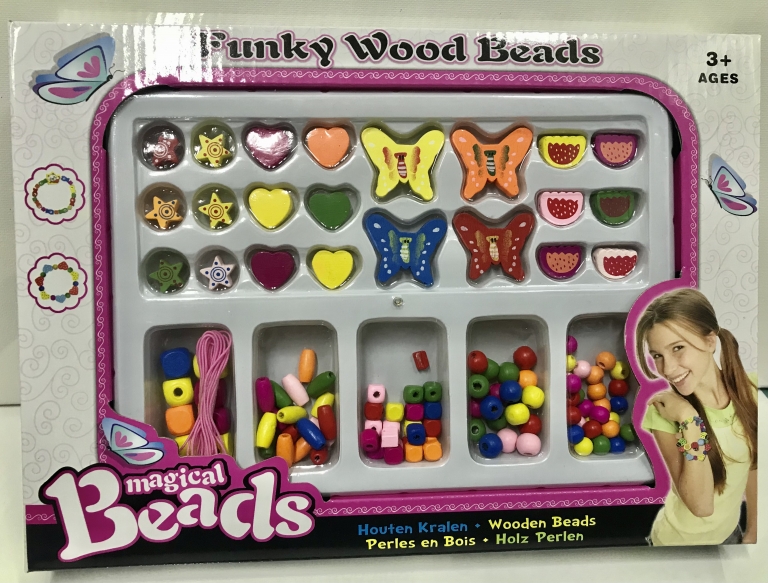 Funky Wood Beads
3+
AGES
magical
Beads
Houten Kralen • Wooden Beads
Perles en Bois • Holz Perlen